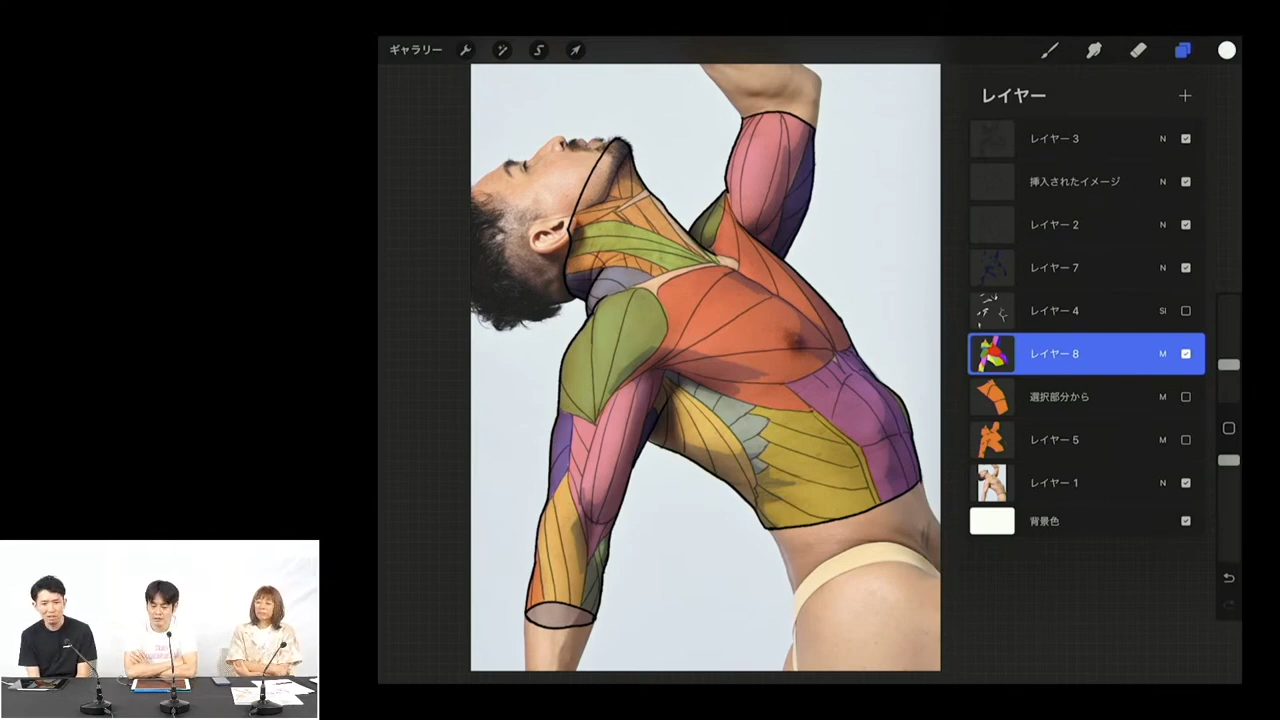 ギャラリー
レイヤー
レイヤー 3 N
挿入されたイメージ N
レイヤー 2 N
レイヤー 7 N
レイヤー 4 SI
レイヤー 8 M
選択部分から M
レイヤー 5 M
レイヤー 1 N
背景色